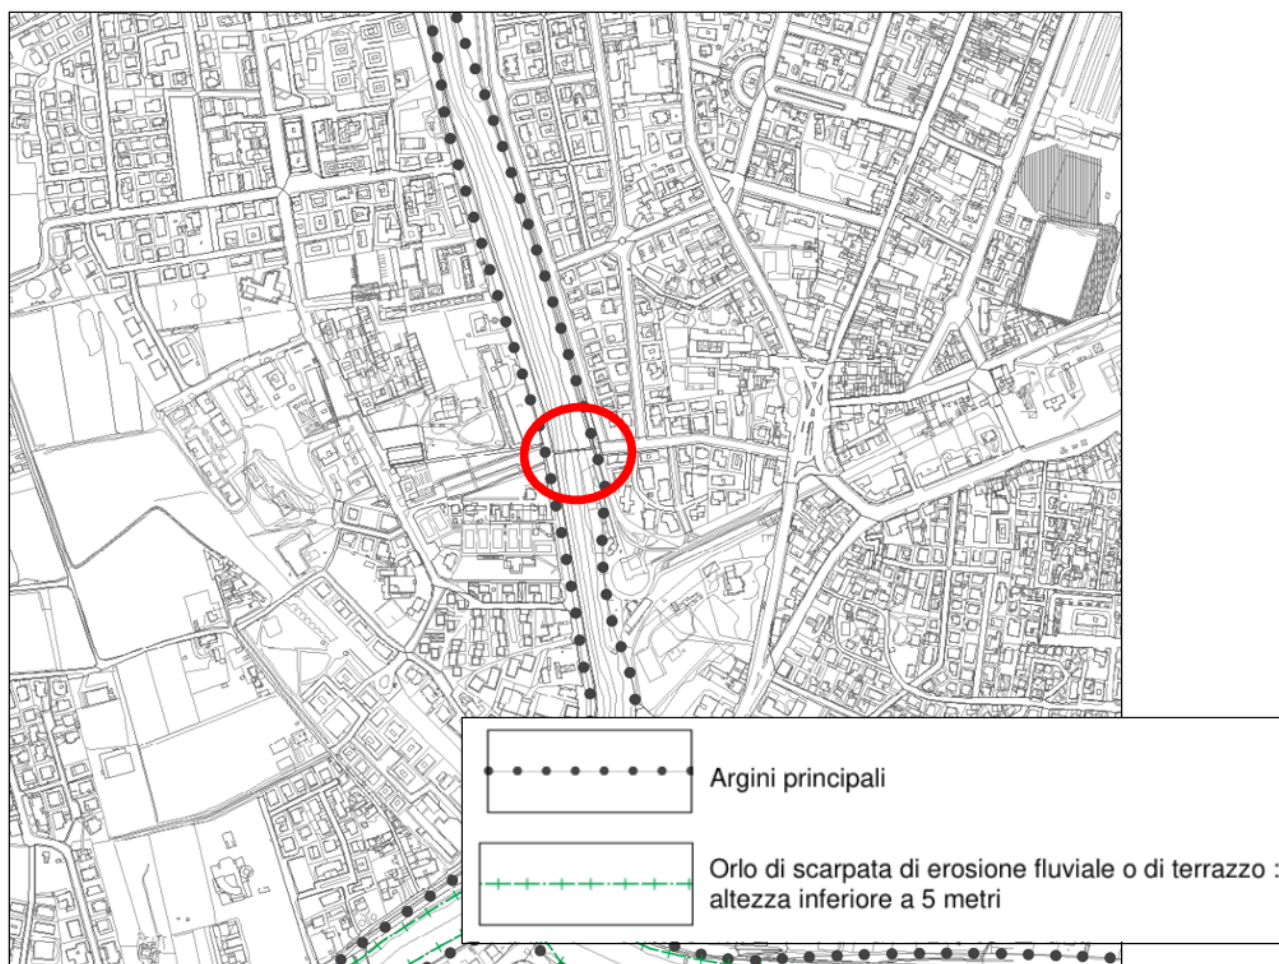 Argini principali
Orlo di scarpata di erosione fluviale o di terrazzo :
altezza inferiore a 5 metri